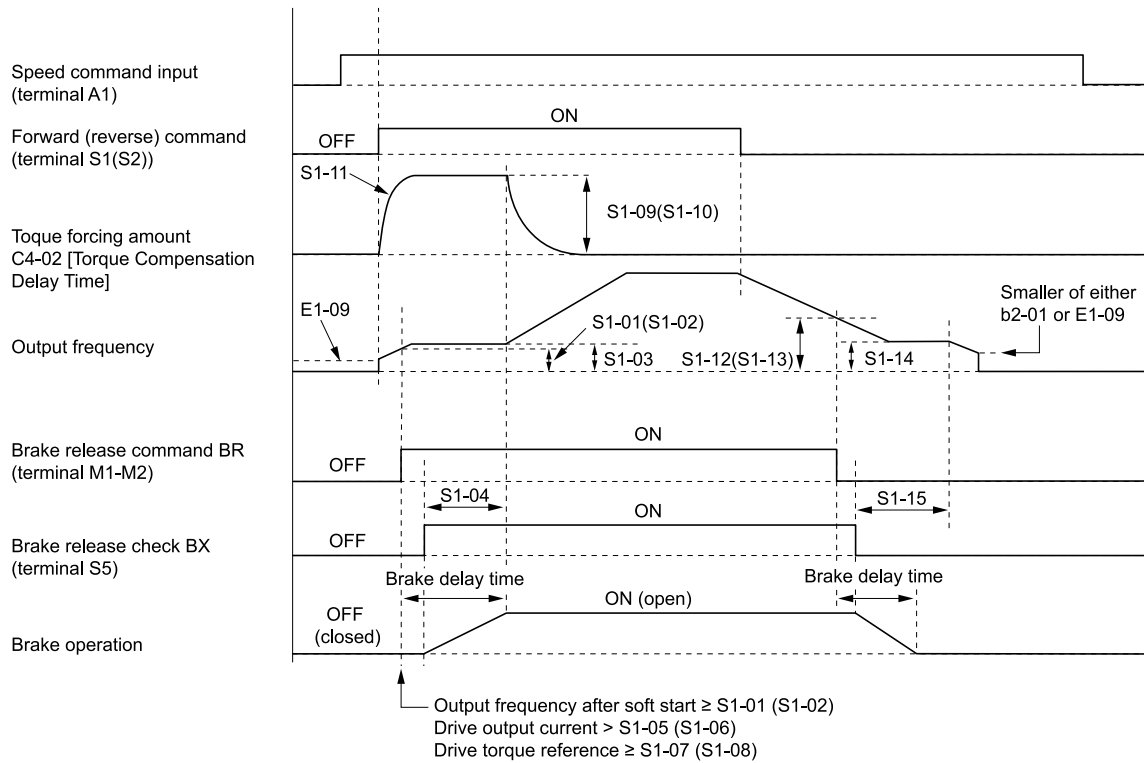 Speed command input
(terminal A1)
ON
Forward (reverse) command
(terminal S1(S2))
OFF
S1-11
S1-09(S1-10)
Toque forcing amount
C4-02 [Torque Compensation
Delay Time]
E1-09
S1-01(S1-02)
Smaller of either
b2-01 or E1-09
Output frequency
S1-03
S1-12(S1-13)
S1-14
ON
Brake release command BR
(terminal M1-M2)
OFF
S1-04
S1-15
ON
Brake release check BX
(terminal S5)
OFF
Brake delay time
Brake delay time
ON (open)
OFF
(closed)
Brake operation
Output frequency after soft start ≥ S1-01 (S1-02)
Drive output current > S1-05 (S1-06)
Drive torque reference ≥ S1-07 (S1-08)